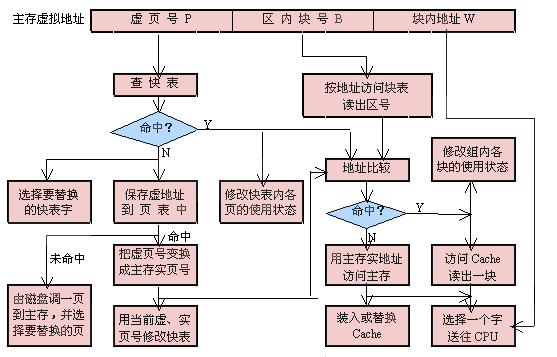 主存虚拟地址
虚页号 P
区内块号 B
块内地址 W
查快表
按地址访问块表
读出区号
命中?
Y
N
地址比较
修改组内各
块的使用状态
选择要替换
的快表字
保存虚地址
到页表中
修改快表内各
页的使用状态
命中?
Y
N
命中
未命中
把虚页号变换
成主存实页号
用主存实地址
访问主存
访问 Cache
读出一块
由磁盘调一页
到主存，并选
择要替换的页
用当前虚、实
页号修改快表
装入或替换
Cache
选择一个字
送往 CPU